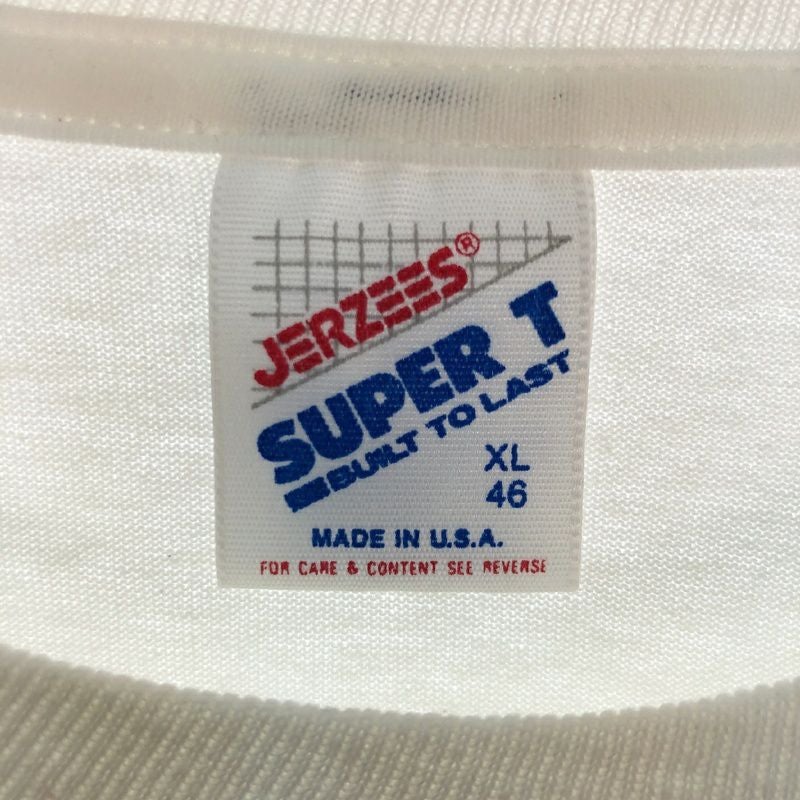 JERZEES®
SUPER T
BUILT TO LAST
XL
46
MADE IN U.S.A.
FOR CARE & CONTENT SEE REVERSE